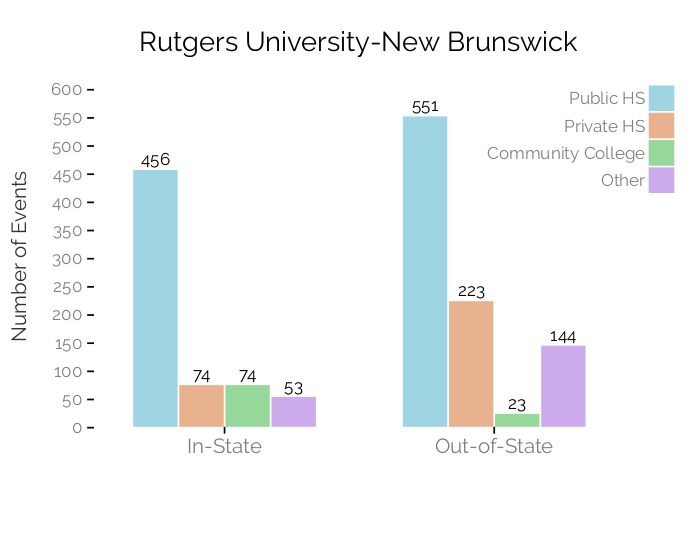 Rutgers University-New Brunswick
Number of Events
600
550
500
450
400
350
300
250
200
150
100
50
0
456
74
74
53
551
223
23
144
In-State
Out-of-State
Public HS
Private HS
Community College
Other